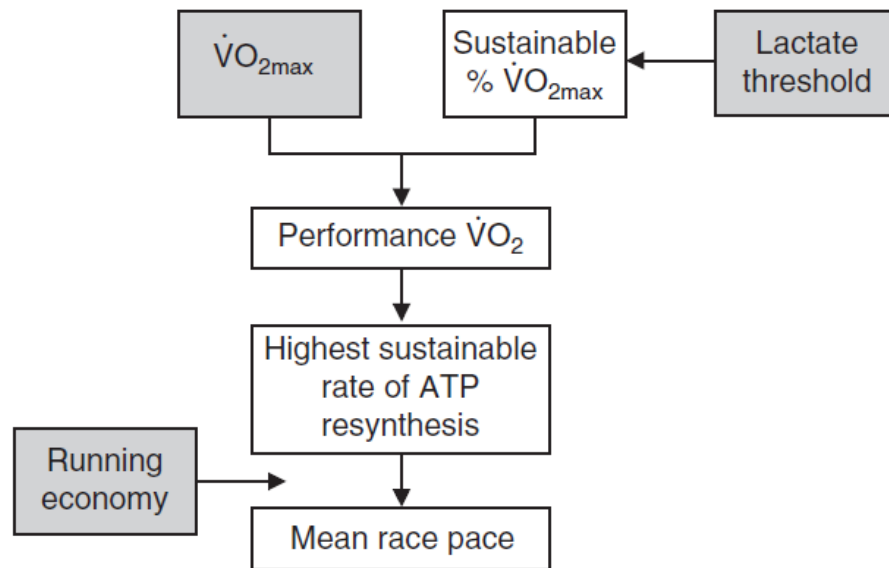 V̇O₂max
Sustainable
% V̇O₂max
Lactate
threshold
Performance V̇O₂
Highest sustainable
rate of ATP
resynthesis
Running
economy
Mean race pace